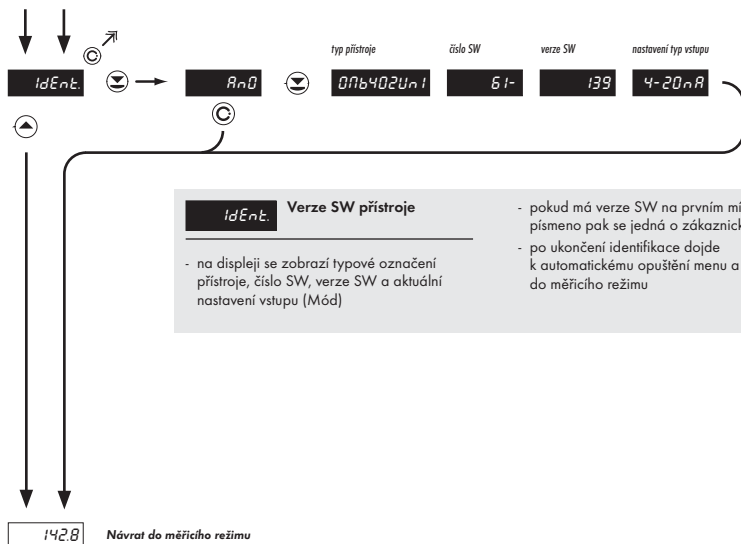 typ přístroje číslo SW verze SW nastavení typ vstupu
IdEnt. AnO OMb402UnI 61- 139 4-20mA
IdEnt. Verze SW přístroje
- na displeji se zobrazí typové označení
přístroje, číslo SW, verze SW a aktuální
nastavení vstupu (Mód)
- pokud má verze SW na prvním
písmeno pak se jedná o
- po ukončení identifikace dojde
k automatickému opuštění menu a
do měřicího režimu
142.8 Návrat do měřicího režimu